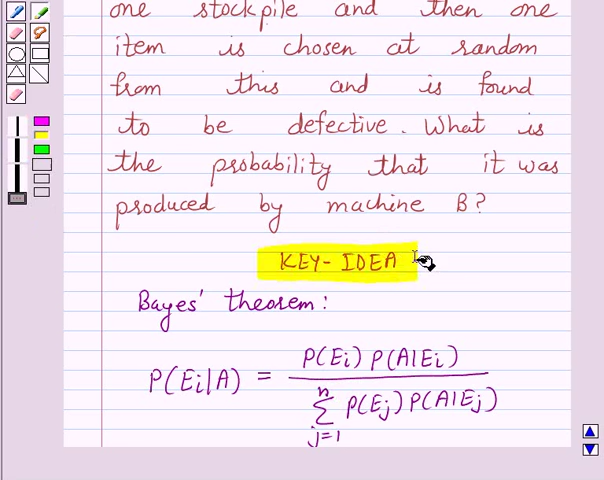 one stockpile and then one
item is chosen at random
from this and is found
to be defective. What is
the probability that it was
produced by machine B?
KEY-IDEA
Bayes' theorem:
P(Ei|A) = P(Ei) P(A|Ei) / n Σ j=1 P(Ej) P(A|Ej)